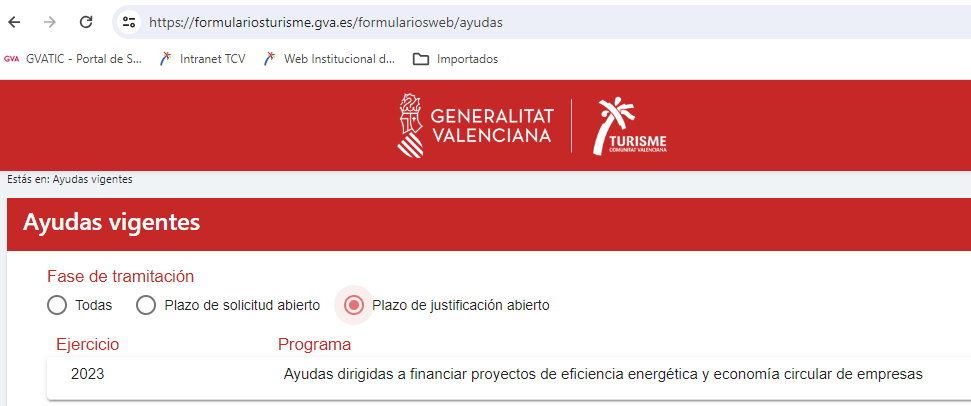 https://formulariosturisme.gva.es/formulariosweb/ayudas
GVA GVATIC - Portal de S... Intranet TCV Web Institucional d... Importados
GENERALITAT
VALENCIANA
TURISME
COMUNITAT VALENCIANA
Estás en: Ayudas vigentes
Ayudas vigentes
Fase de tramitación
Todas Plazo de solicitud abierto Plazo de justificación abierto
Ejercicio Programa
2023 Ayudas dirigidas a financiar proyectos de eficiencia energética y economía circular de empresas